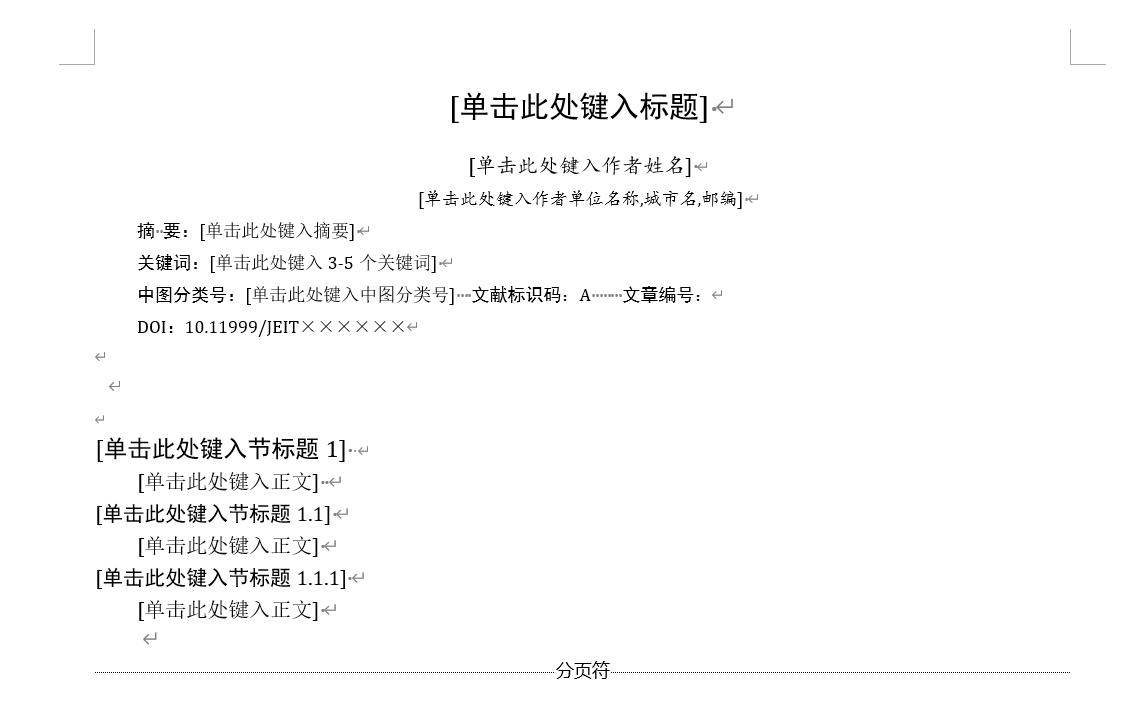 [单击此处键入标题]
[单击此处键入作者姓名]
[单击此处键入作者单位名称,城市名,邮编]
摘  要：[单击此处键入摘要]
关键词：[单击此处键入 3-5 个关键词]
中图分类号：[单击此处键入中图分类号]    文献标识码：A        文章编号：
DOI：10.11999/JEIT××××××
[单击此处键入节标题 1]
[单击此处键入正文]
[单击此处键入节标题 1.1]
[单击此处键入正文]
[单击此处键入节标题 1.1.1]
[单击此处键入正文]
分页符